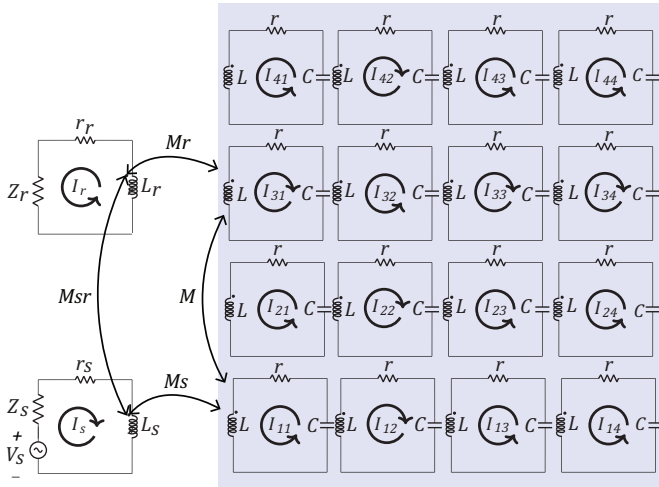 r r r r
L I41 C L I42 C L I43 C L I44 C
rr Mr r r r r
Zr Ir Lr L I31 C L I32 C L I33 C L I34 C
Msr M r r r r
L I21 C L I22 C L I23 C L I24 C
rs Ms r r r r
Zs Is Ls L I11 C L I12 C L I13 C L I14 C
+
Vs
−